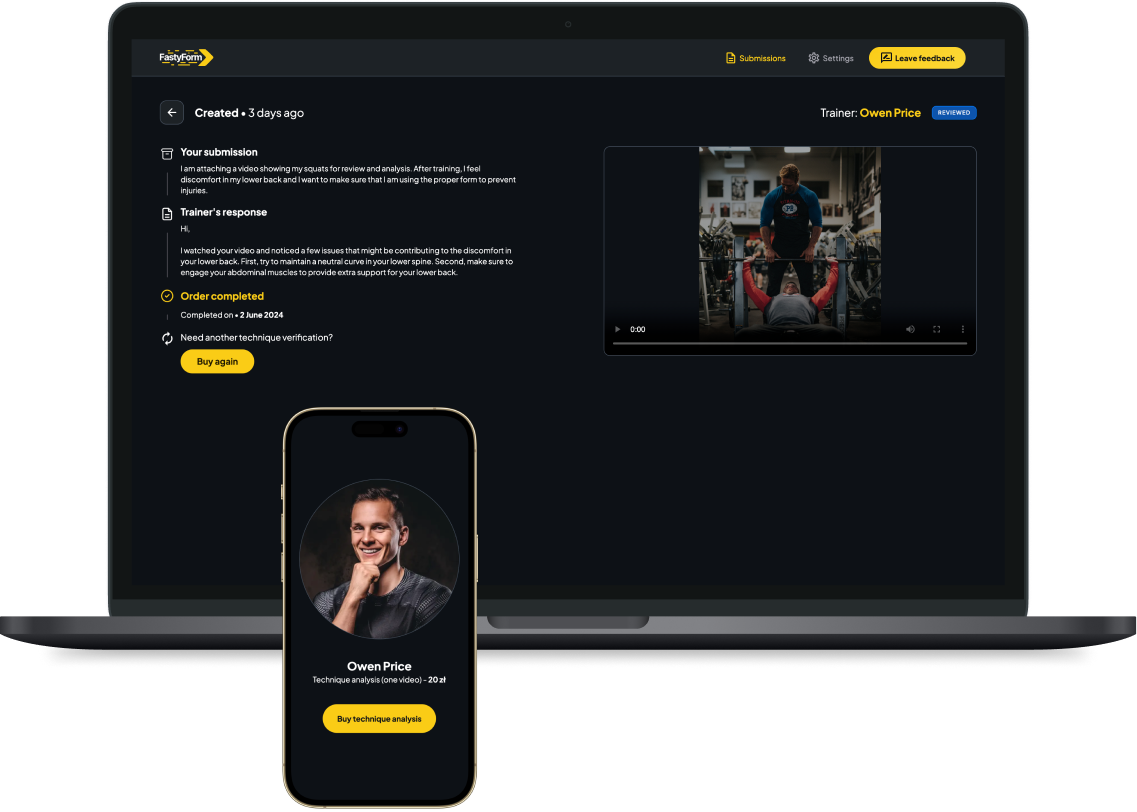 FastyForm
Submissions
Settings
Leave feedback
Created • 3 days ago
Trainer: Owen Price
REVIEWED
Your submission
I am attaching a video showing my squats for review and analysis. After training, I feel
discomfort in my lower back and I want to make sure that I am using the proper form to prevent
injuries.
Trainer's response
Hi,
I watched your video and noticed a few issues that might be contributing to the discomfort in
your lower back. First, try to maintain a neutral curve in your lower spine. Second, make sure to
engage your abdominal muscles to provide extra support for your lower back.
Order completed
Completed on • 2 June 2024
Need another technique verification?
Buy again
0:00
Owen Price
Technique analysis (one video) - 20 zł
Buy technique analysis